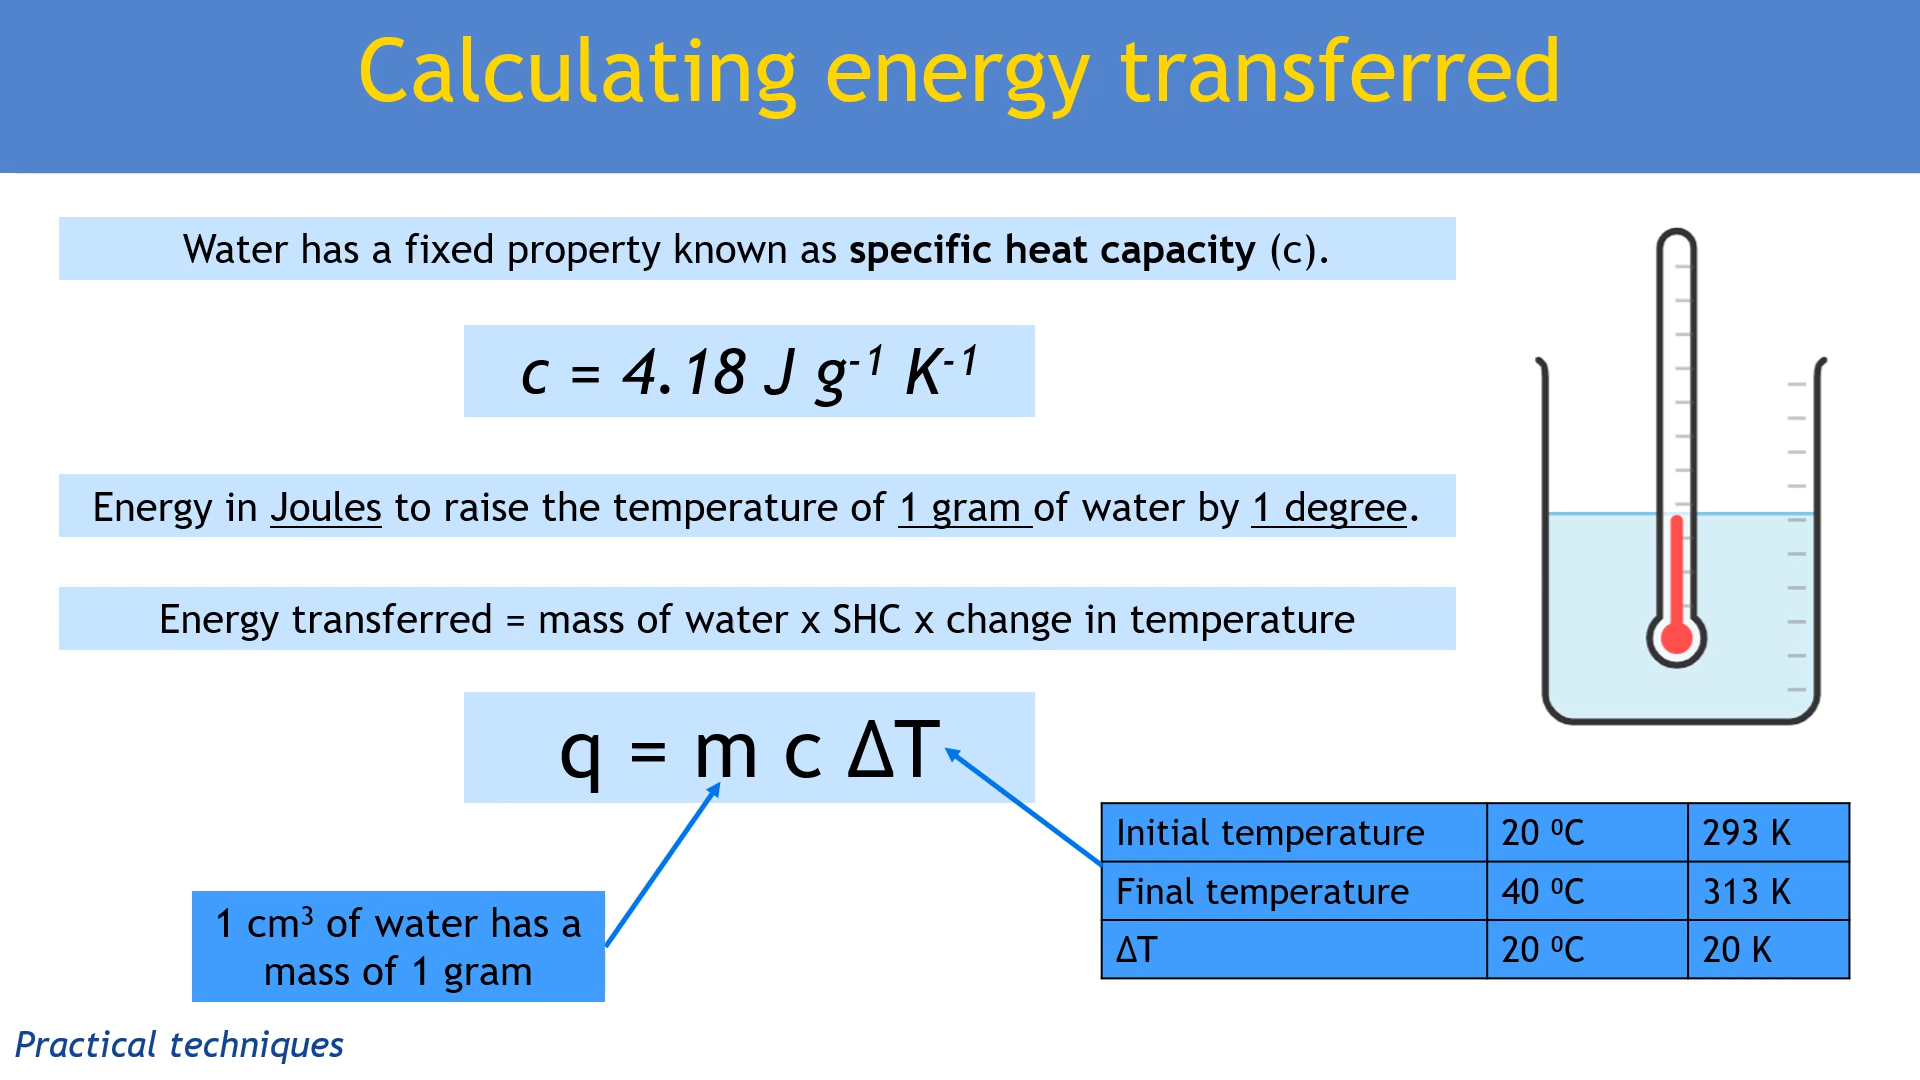 Calculating energy transferred
Water has a fixed property known as specific heat capacity (c).
c = 4.18 J g⁻¹ K⁻¹
Energy in Joules to raise the temperature of 1 gram of water by 1 degree.
Energy transferred = mass of water x SHC x change in temperature
q = m c ΔT
Initial temperature 20 ⁰C 293 K
Final temperature 40 ⁰C 313 K
ΔT 20 ⁰C 20 K
1 cm³ of water has a
mass of 1 gram
Practical techniques